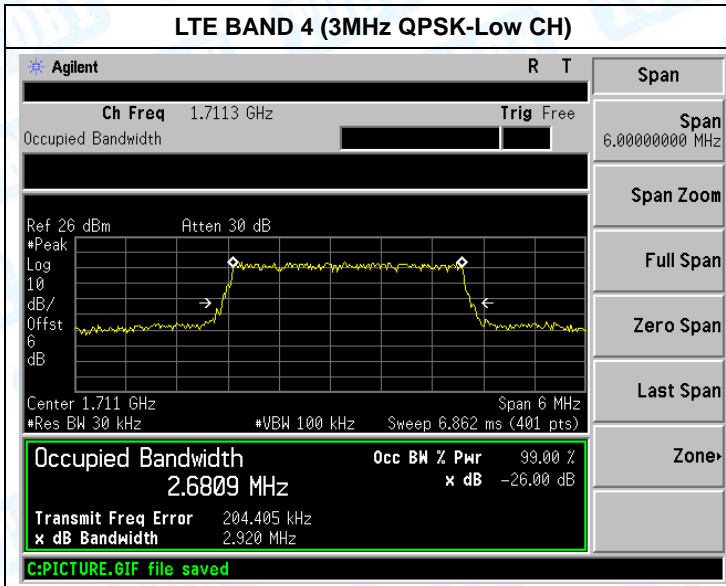 LTE BAND 4 (3MHz QPSK-Low CH)
Agilent
R T
Ch Freq 1.7113 GHz Trig Free
Occupied Bandwidth
Ref 26 dBm Atten 30 dB
#Peak
Log
10
dB/
Offst
6
dB
Center 1.711 GHz Span 6 MHz
#Res BW 30 kHz #VBW 100 kHz Sweep 6.862 ms (401 pts)
Occupied Bandwidth Occ BW % Pwr 99.00 %
2.6809 MHz x dB -26.00 dB
Transmit Freq Error 204.405 kHz
x dB Bandwidth 2.920 MHz
C:PICTURE.GIF file saved
Span
Span
6.00000000 MHz
Span Zoom
Full Span
Zero Span
Last Span
Zone